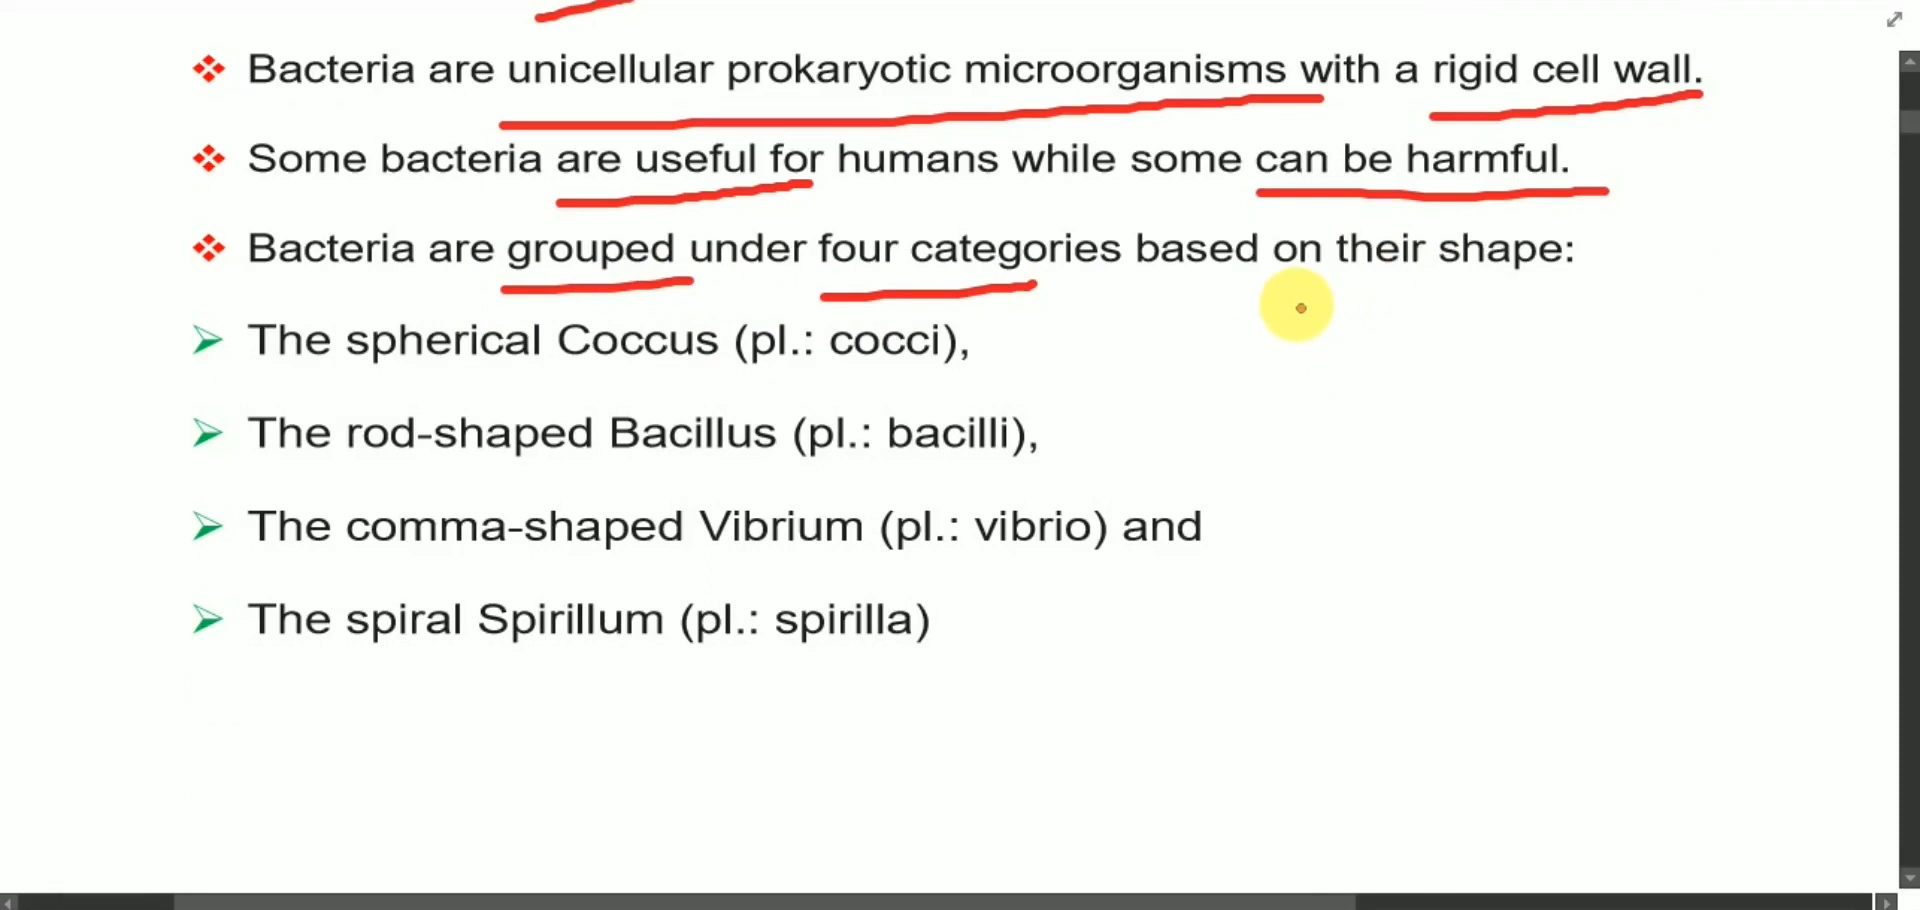 Bacteria are unicellular prokaryotic microorganisms with a rigid cell wall.
Some bacteria are useful for humans while some can be harmful.
Bacteria are grouped under four categories based on their shape:
The spherical Coccus (pl.: cocci),
The rod-shaped Bacillus (pl.: bacilli),
The comma-shaped Vibrium (pl.: vibrio) and
The spiral Spirillum (pl.: spirilla)